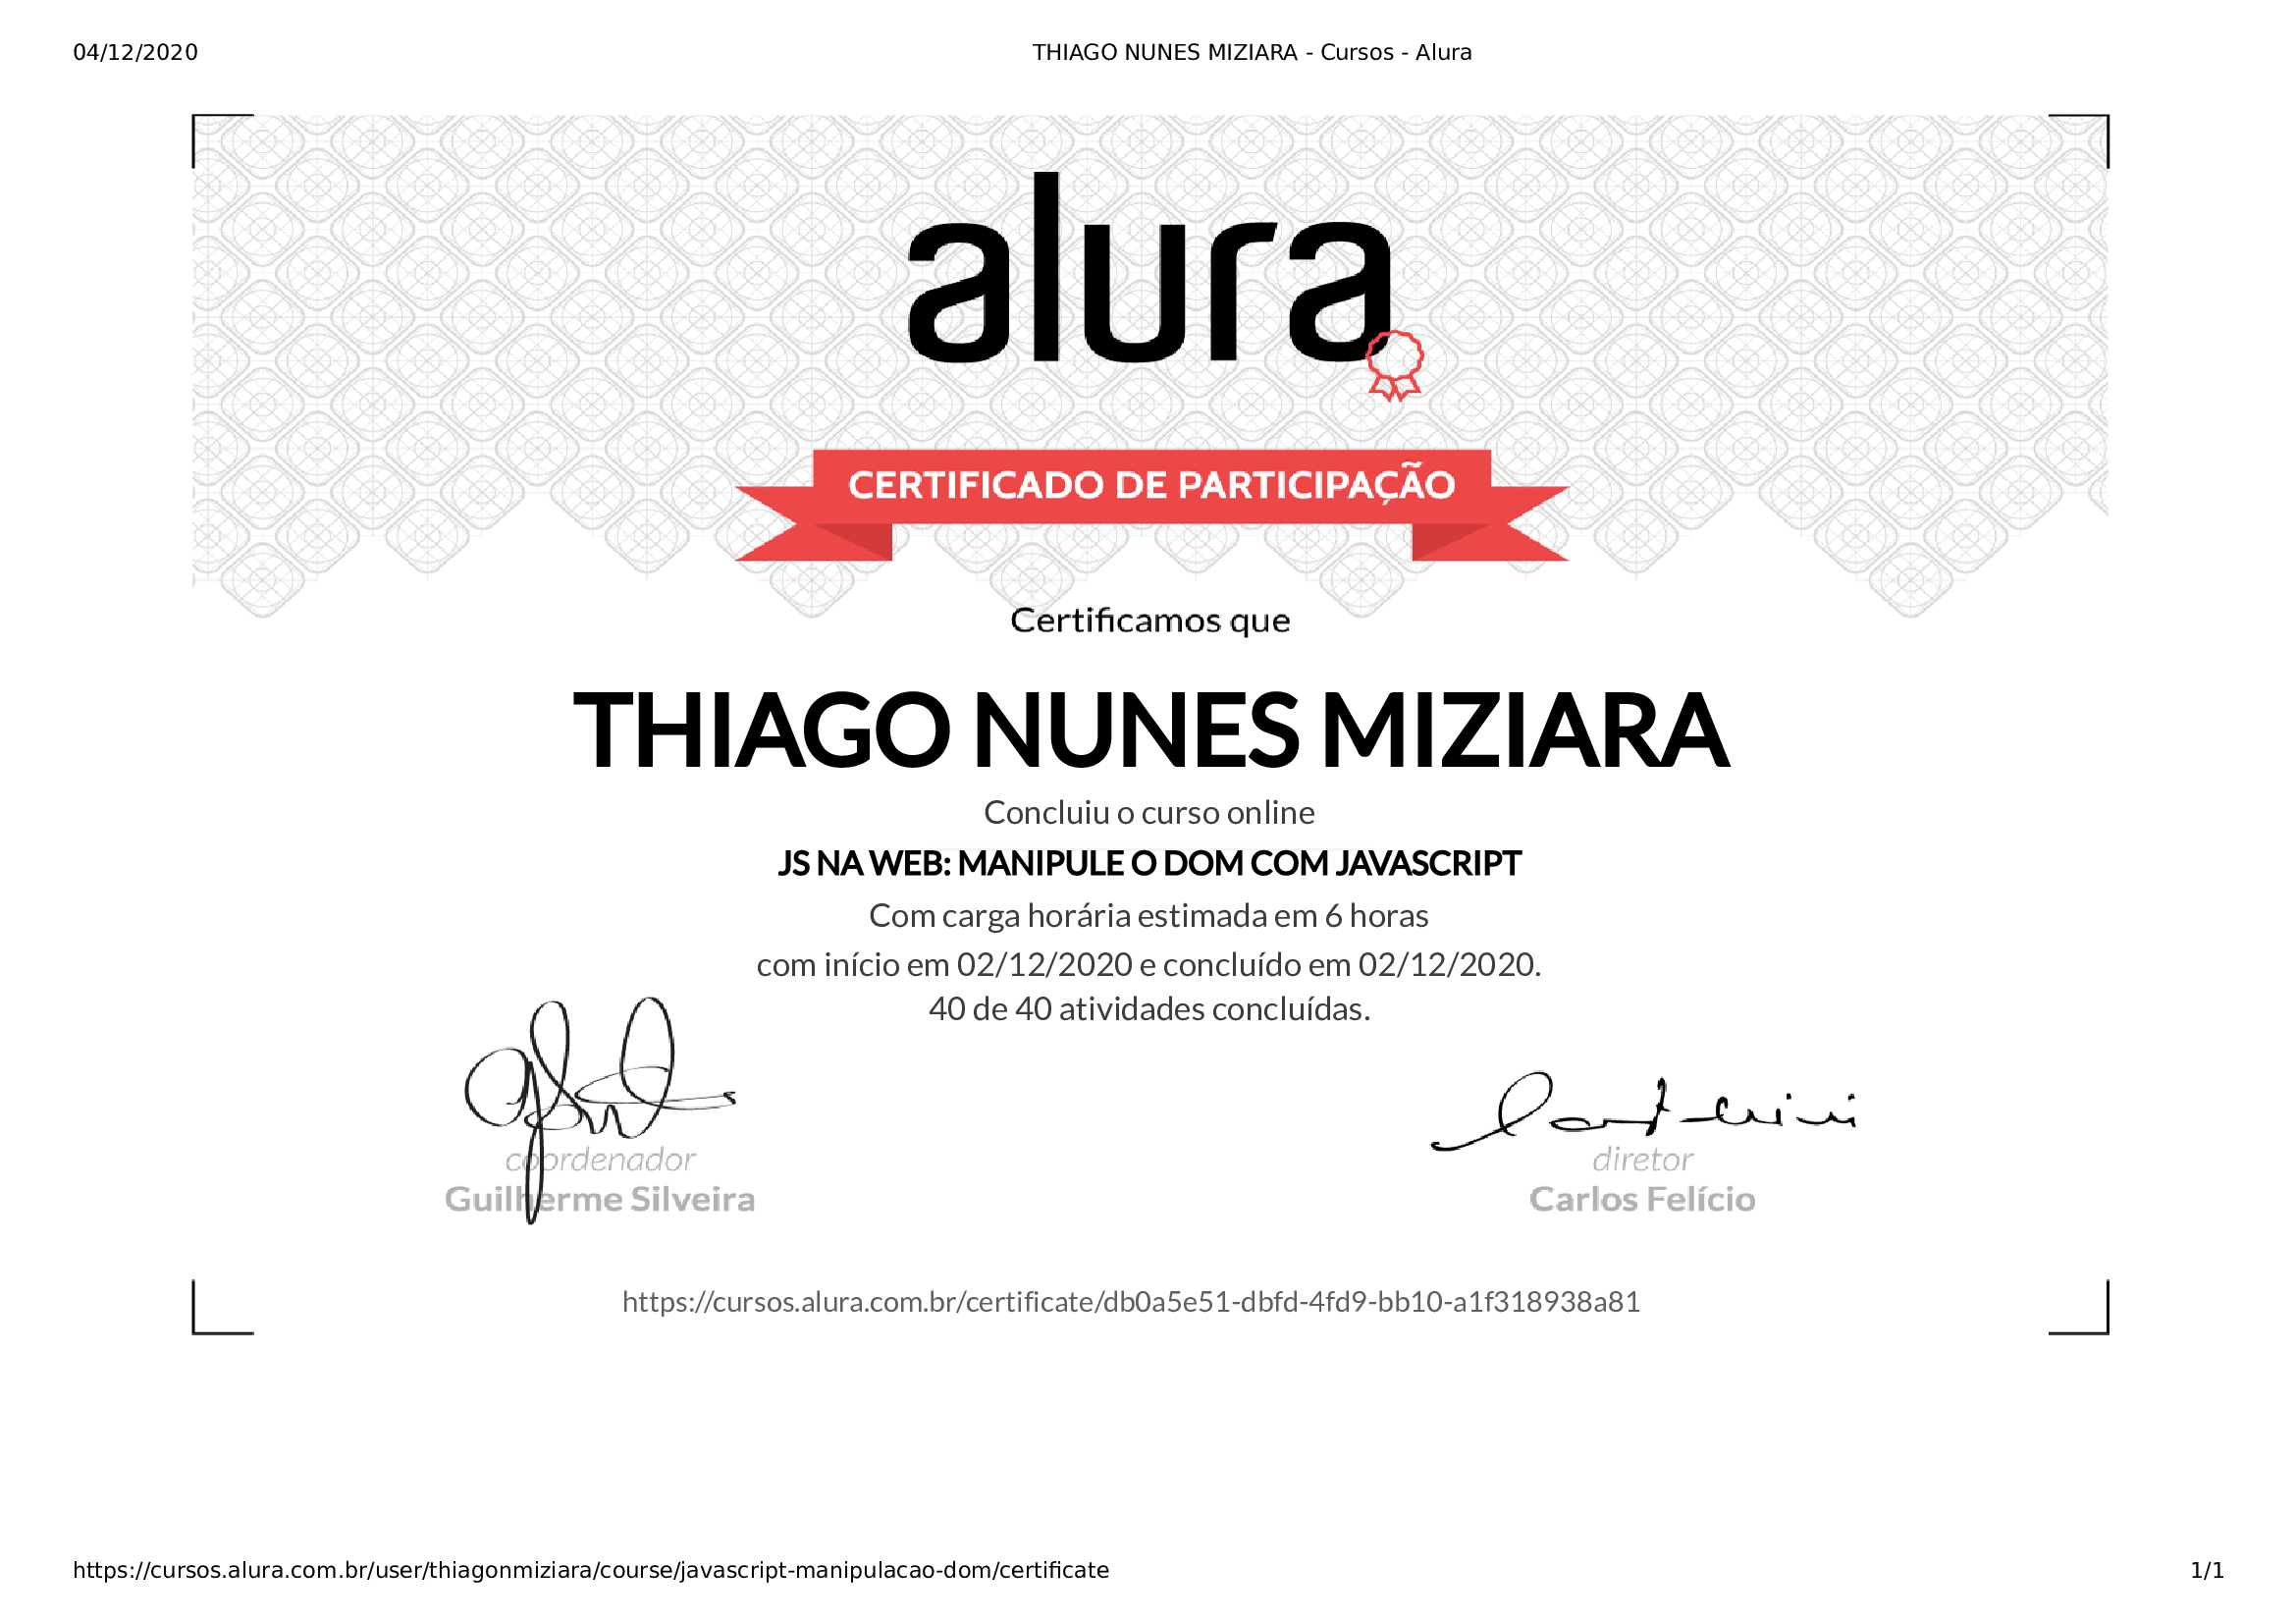 04/12/2020
THIAGO NUNES MIZIARA - Cursos - Alura
alura
CERTIFICADO DE PARTICIPAÇÃO
Certificamos que
THIAGO NUNES MIZIARA
Concluiu o curso online
JS NA WEB: MANIPULE O DOM COM JAVASCRIPT
Com carga horária estimada em 6 horas
com início em 02/12/2020 e concluído em 02/12/2020.
40 de 40 atividades concluídas.
coordenador
Guilherme Silveira
diretor
Carlos Felício
https://cursos.alura.com.br/certificate/db0a5e51-dbfd-4fd9-bb10-a1f318938a81
https://cursos.alura.com.br/user/thiagonmiziara/course/javascript-manipulacao-dom/certificate
1/1